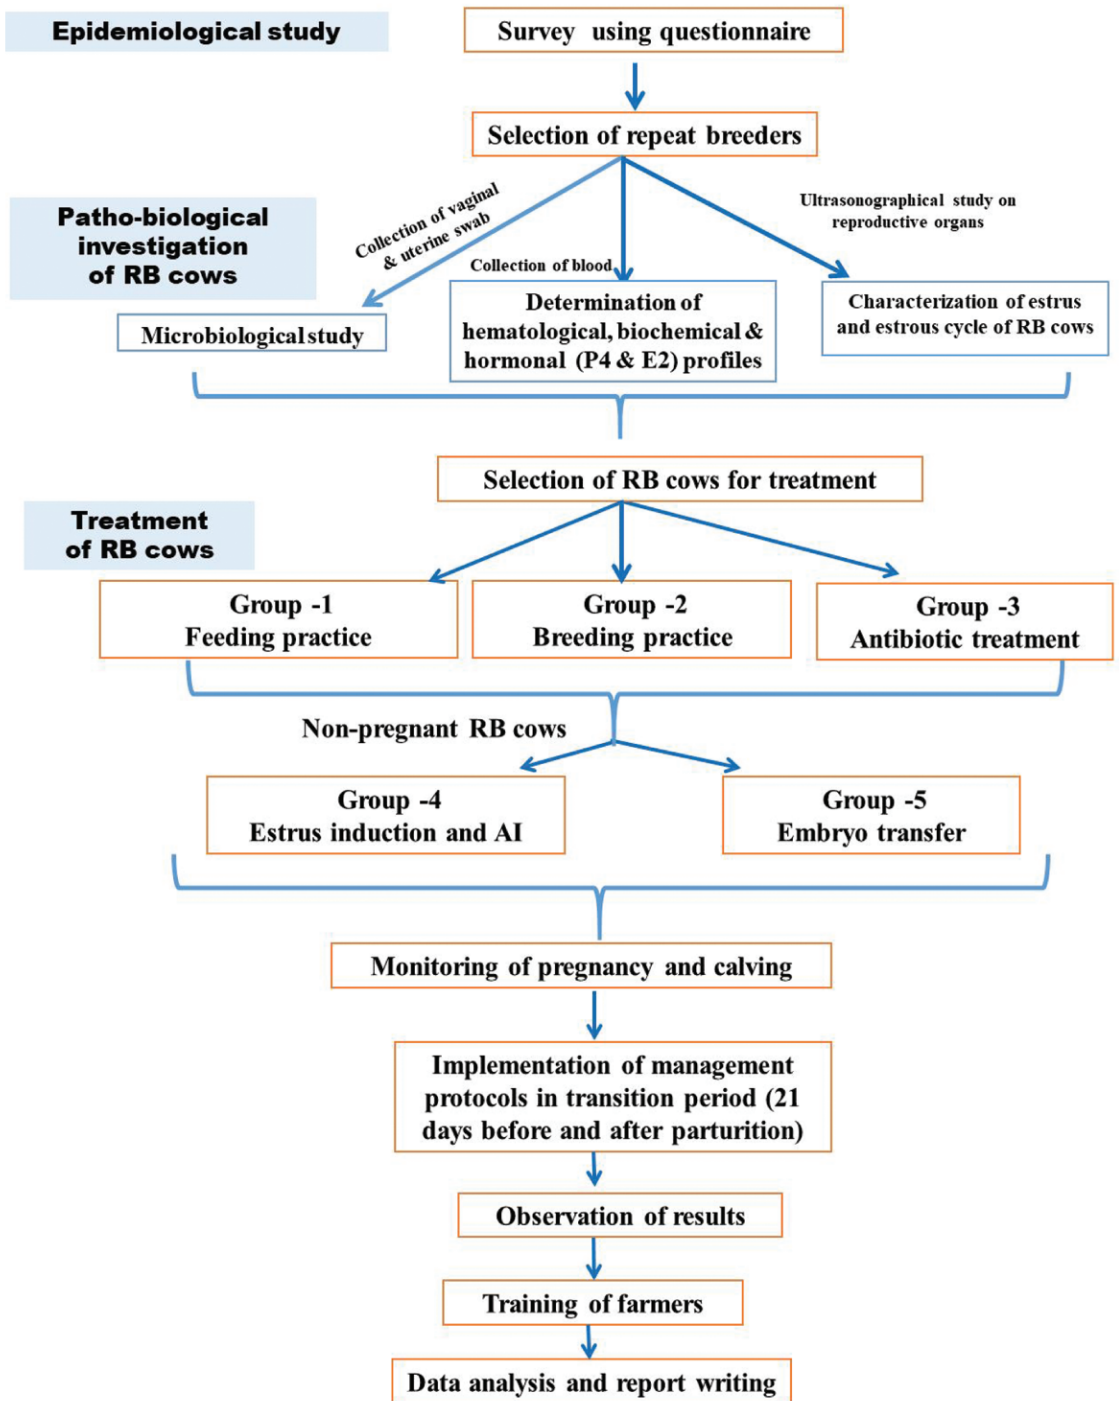 Epidemiological study
Survey using questionnaire
Selection of repeat breeders
Patho-biological
investigation
of RB cows
Collection of vaginal
& uterine swab
Collection of blood
Ultrasonographical study on
reproductive organs
Microbiological study
Determination of
hematological, biochemical &
hormonal (P4 & E2) profiles
Characterization of estrus
and estrous cycle of RB cows
Selection of RB cows for treatment
Treatment
of RB cows
Group -1
Feeding practice
Group -2
Breeding practice
Group -3
Antibiotic treatment
Non-pregnant RB cows
Group -4
Estrus induction and AI
Group -5
Embryo transfer
Monitoring of pregnancy and calving
Implementation of management
protocols in transition period (21
days before and after parturition)
Observation of results
Training of farmers
Data analysis and report writing